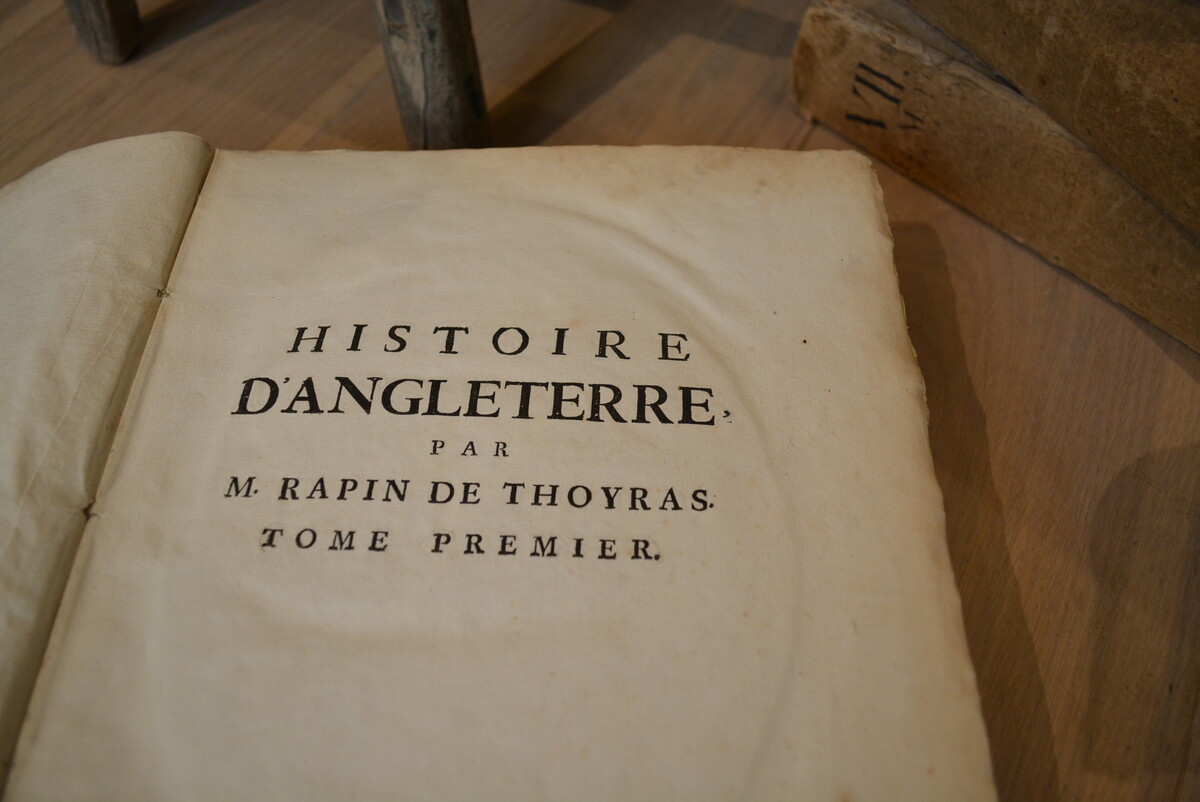 HISTOIRE
D'ANGLETERRE,
PAR
M. RAPIN DE THOYRAS.
TOME PREMIER.
VII.